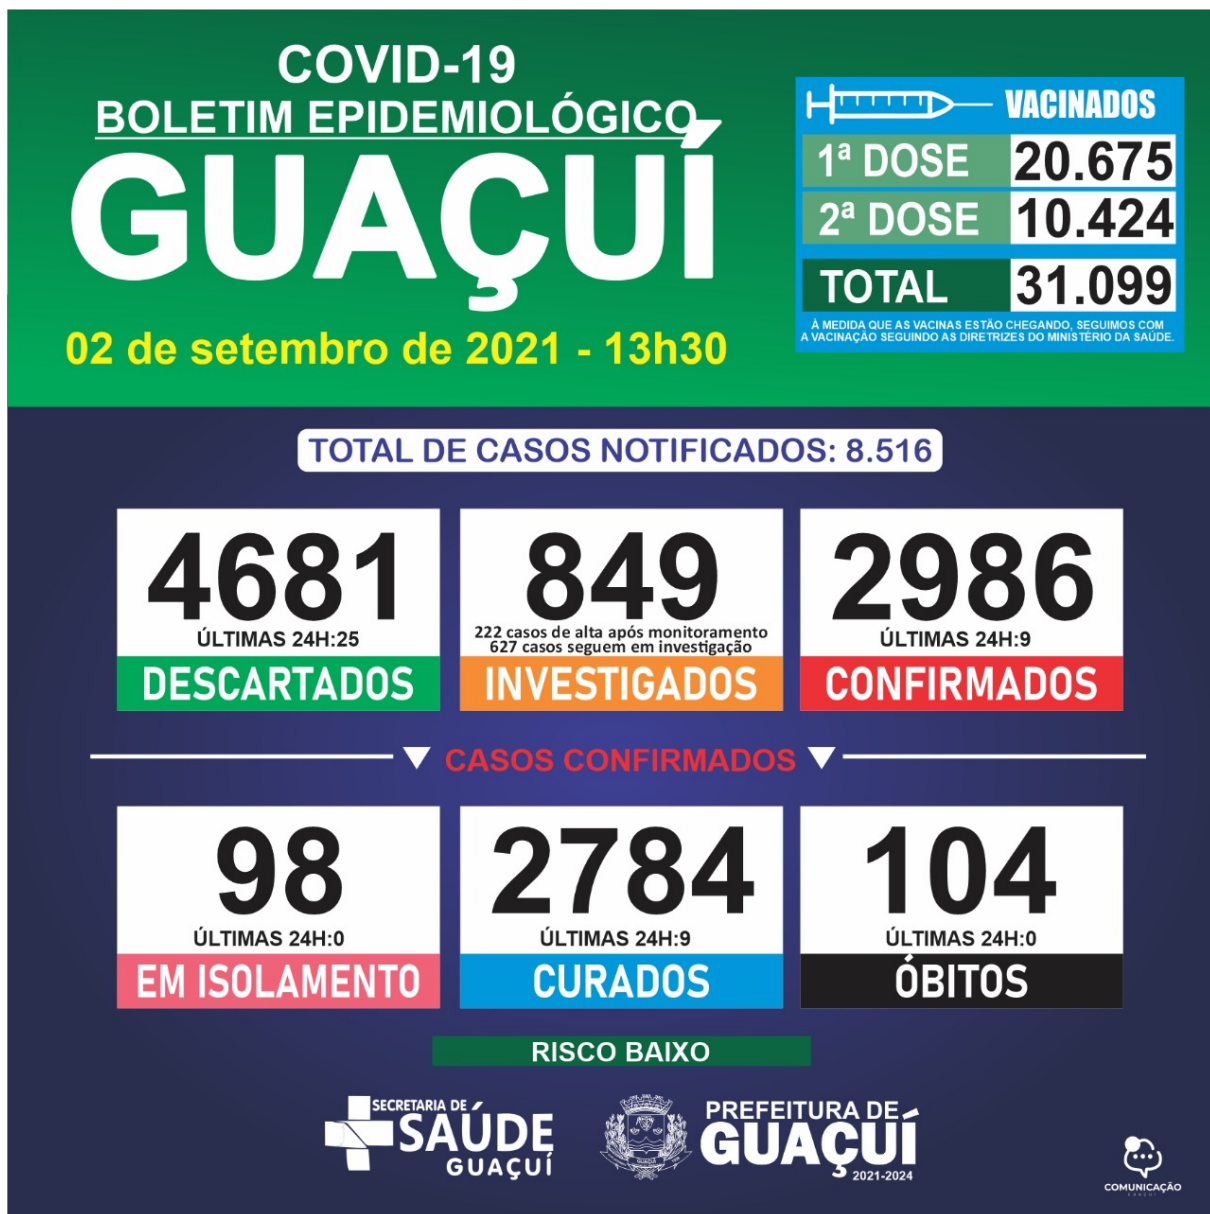 COVID-19
BOLETIM EPIDEMIOLÓGICO
GUAÇUÍ
02 de setembro de 2021 - 13h30
VACINADOS
1ª DOSE 20.675
2ª DOSE 10.424
TOTAL 31.099
À MEDIDA QUE AS VACINAS ESTÃO CHEGANDO, SEGUIMOS COM
A VACINAÇÃO SEGUINDO AS DIRETRIZES DO MINISTÉRIO DA SAÚDE.
TOTAL DE CASOS NOTIFICADOS: 8.516
4681
ÚLTIMAS 24H:25
DESCARTADOS
849
222 casos de alta após monitoramento
627 casos seguem em investigação
INVESTIGADOS
2986
ÚLTIMAS 24H:9
CONFIRMADOS
CASOS CONFIRMADOS
98
ÚLTIMAS 24H:0
EM ISOLAMENTO
2784
ÚLTIMAS 24H:9
CURADOS
104
ÚLTIMAS 24H:0
ÓBITOS
RISCO BAIXO
SECRETARIA DE
SAÚDE
GUAÇUÍ
GUAÇUÍ
PREFEITURA DE
GUAÇUÍ
2021-2024
COMUNICAÇÃO
GUAÇUÍ